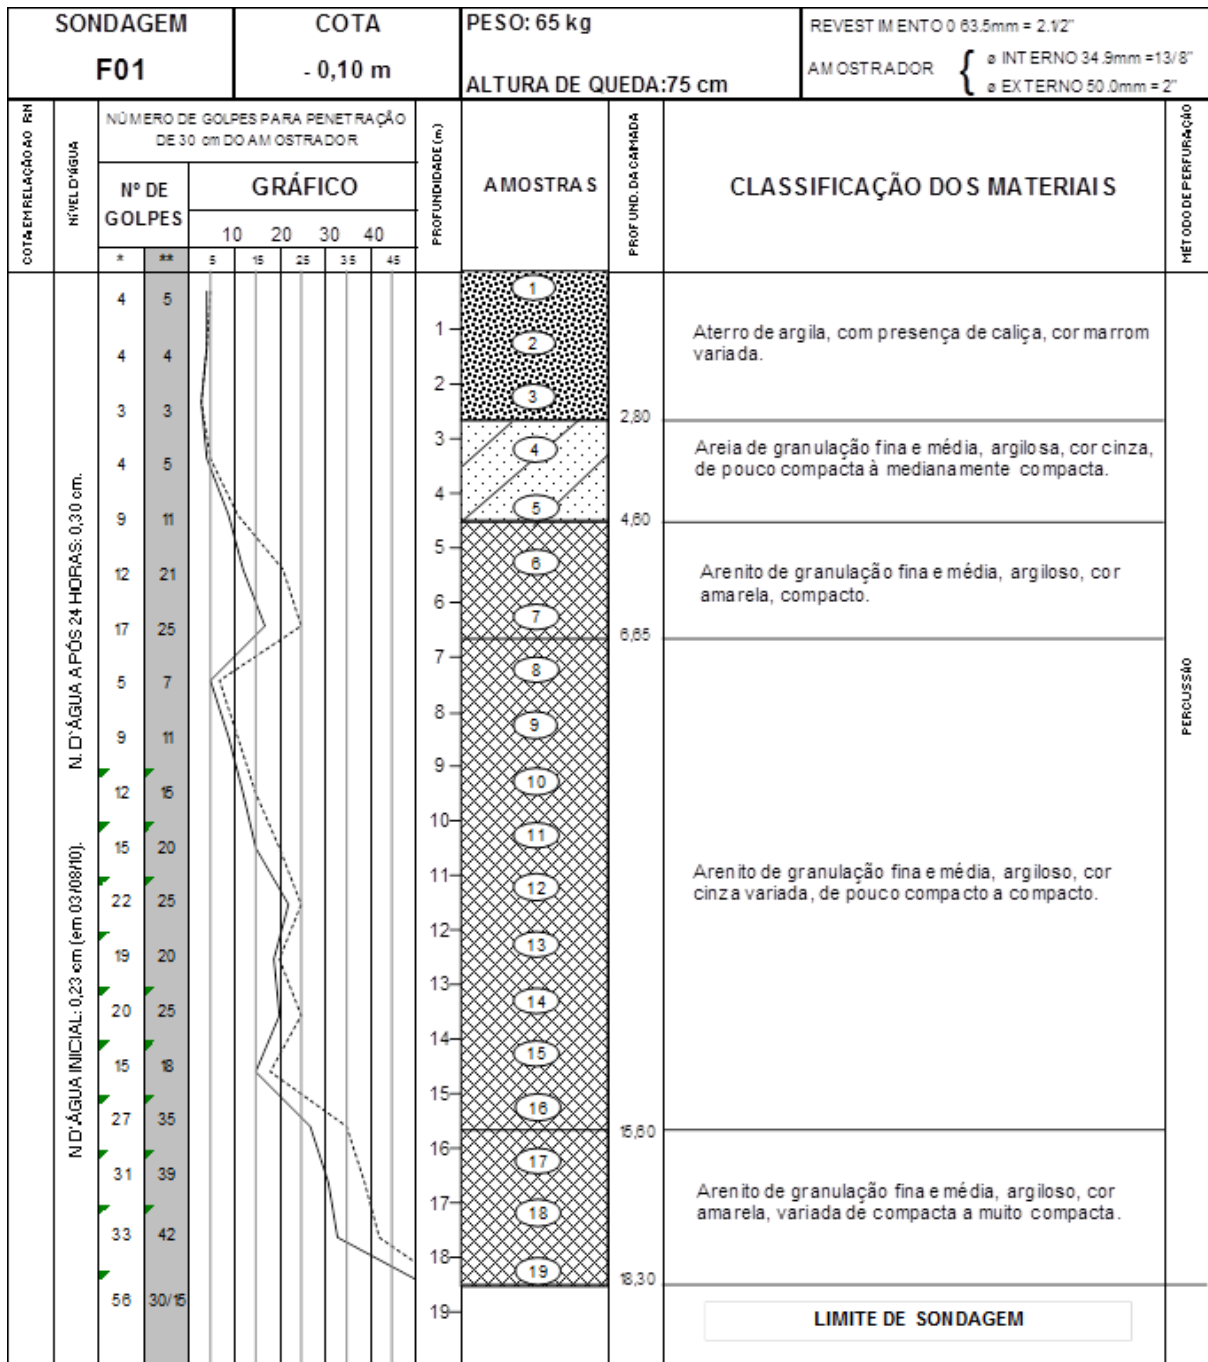 SONDAGEM
F01
COTA
- 0,10 m
PESO: 65 kg
ALTURA DE QUEDA:75 cm
REVESTIMENTO 0 63.5mm = 2.1/2"
AMOSTRADOR { ø INTERNO 34.9mm =13/8"
ø EXTERNO 50.0mm = 2"
COTA EM RELAÇÃO AO RN
NÍVEL D'ÁGUA
NÚMERO DE GOLPES PARA PENETRAÇÃO
DE 30 cm DO AMOSTRADOR
Nº DE
GOLPES
GRÁFICO
10 20 30 40
* ** 5 15 25 35 45
PROFUNDIDADE (m)
AMOSTRAS
PROFUND. DA CAMADA
CLASSIFICAÇÃO DOS MATERIAIS
MÉTODO DE PERFURAÇÃO
N D'ÁGUA INICIAL: 0,23 cm (em 03/08/10).
N. D'ÁGUA APÓS 24 HORAS: 0,30 cm.
4 5
4 4
3 3
4 5
9 11
12 21
17 25
5 7
9 11
12 15
15 20
22 25
19 20
20 25
15 18
27 35
31 39
33 42
56 30/15
1
2
3
4
5
6
7
8
9
10
11
12
13
14
15
16
17
18
19
1
2
3
4
5
6
7
8
9
10
11
12
13
14
15
16
17
18
19
2,80
4,60
6,65
15,60
18,30
Aterro de argila, com presença de caliça, cor marrom
variada.
Areia de granulação fina e média, argilosa, cor cinza,
de pouco compacta à medianamente compacta.
Arenito de granulação fina e média, argiloso, cor
amarela, compacto.
Arenito de granulação fina e média, argiloso, cor
cinza variada, de pouco compacto a compacto.
Arenito de granulação fina e média, argiloso, cor
amarela, variada de compacta a muito compacta.
LIMITE DE SONDAGEM
PERCUSSÃO